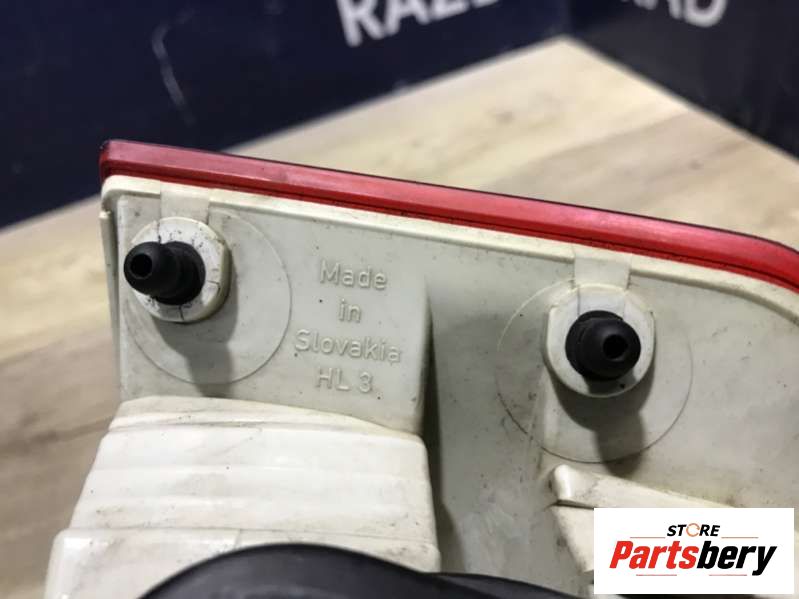 Made
in
Slovakia
HL 3
STORE
Partsbery